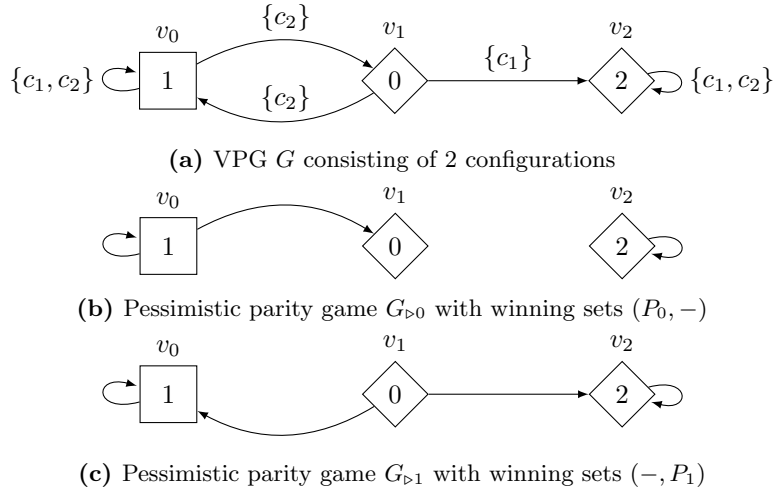 {c₂}
v₀ v₁ v₂
{c₁, c₂} 1 0 {c₁} 2 {c₁, c₂}
{c₂}
(a) VPG G consisting of 2 configurations
v₀ v₁ v₂
1 0 2
(b) Pessimistic parity game G▹₀ with winning sets (P₀, −)
v₀ v₁ v₂
1 0 2
(c) Pessimistic parity game G▹₁ with winning sets (−, P₁)